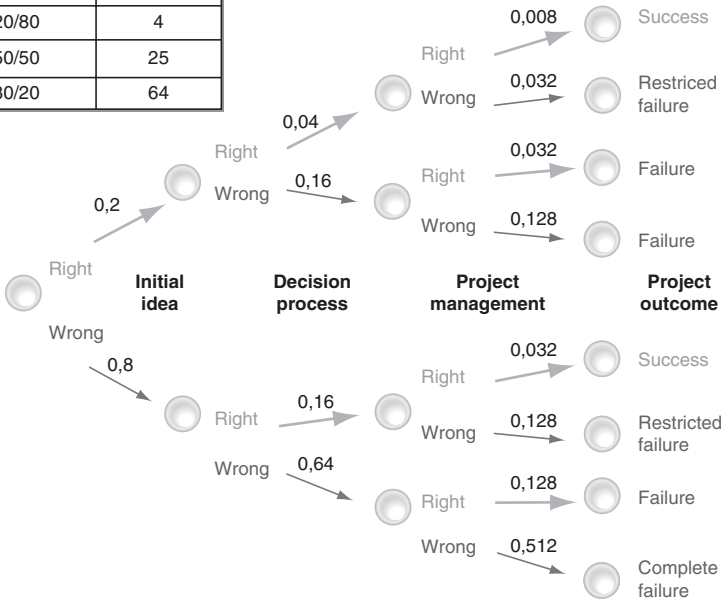 20/80 4
50/50 25
80/20 64
0,008
Success
Right
Wrong
0,032
Restriced
failure
0,04
Right
Wrong
0,16
0,032
Right
Failure
Wrong
0,128
Failure
0,2
Right
Wrong
Initial
idea
Decision
process
Project
management
Project
outcome
0,8
0,032
Success
Right
Wrong
0,128
Restricted
failure
0,16
Right
Wrong
0,64
0,128
Right
Failure
Wrong
0,512
Complete
failure